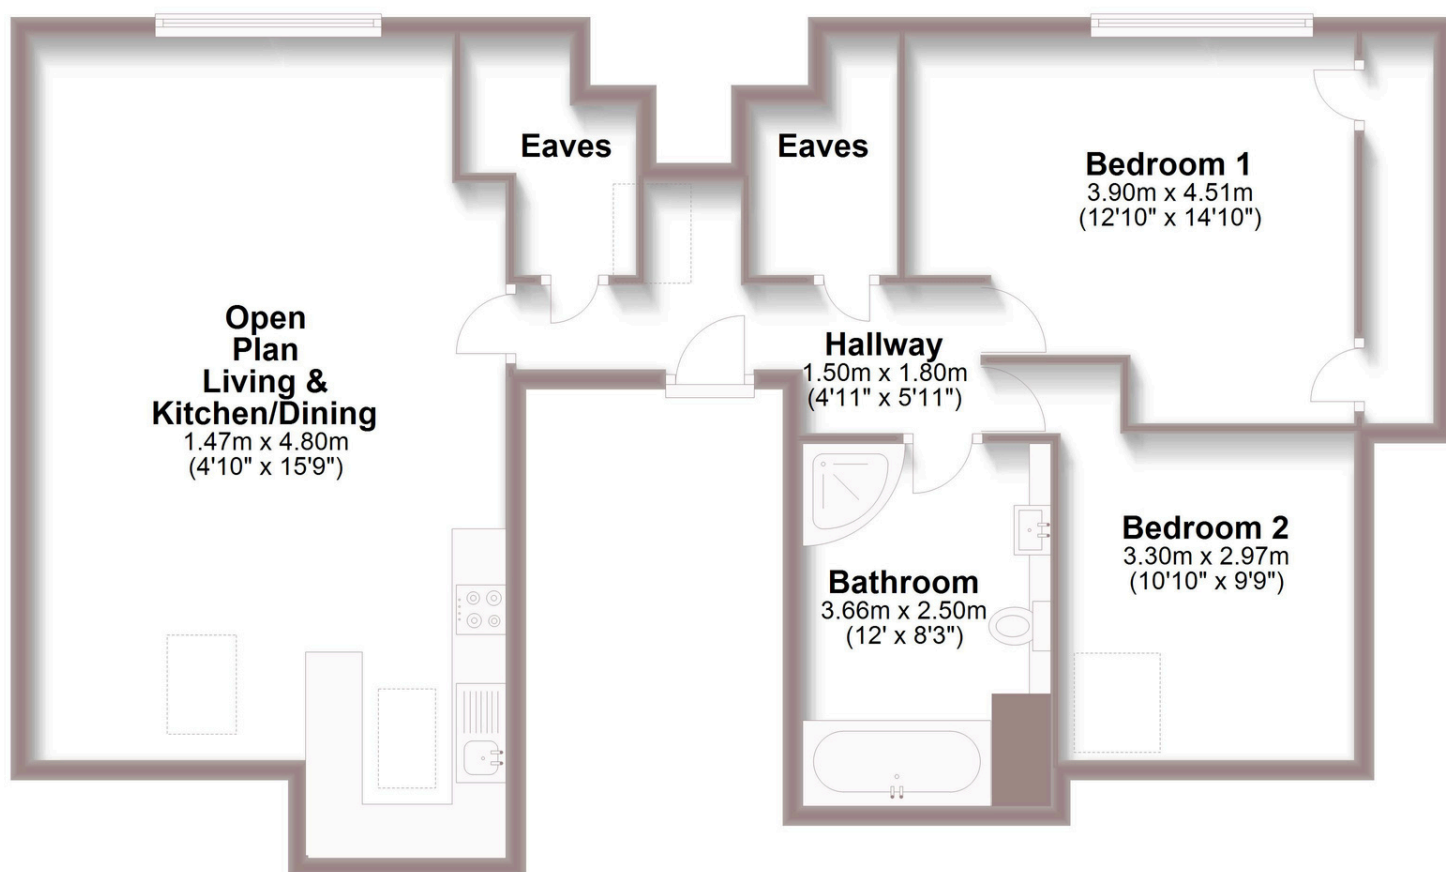 Eaves
Eaves
Bedroom 1
3.90m x 4.51m
(12'10" x 14'10")
Open
Plan
Living &
Kitchen/Dining
1.47m x 4.80m
(4'10" x 15'9")
Hallway
1.50m x 1.80m
(4'11" x 5'11")
Bedroom 2
3.30m x 2.97m
(10'10" x 9'9")
Bathroom
3.66m x 2.50m
(12' x 8'3")